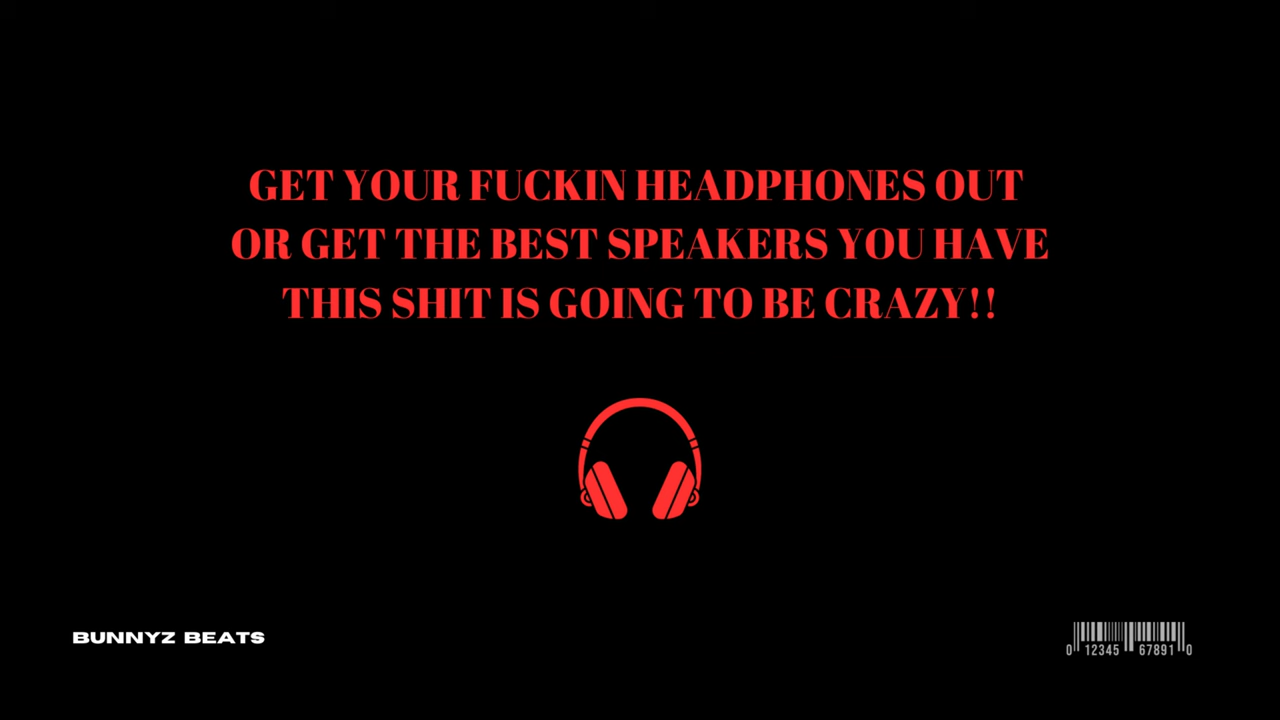 GET YOUR FUCKIN HEADPHONES OUT
OR GET THE BEST SPEAKERS YOU HAVE
THIS SHIT IS GOING TO BE CRAZY!!
BUNNYZ BEATS
0 12345 67891 0